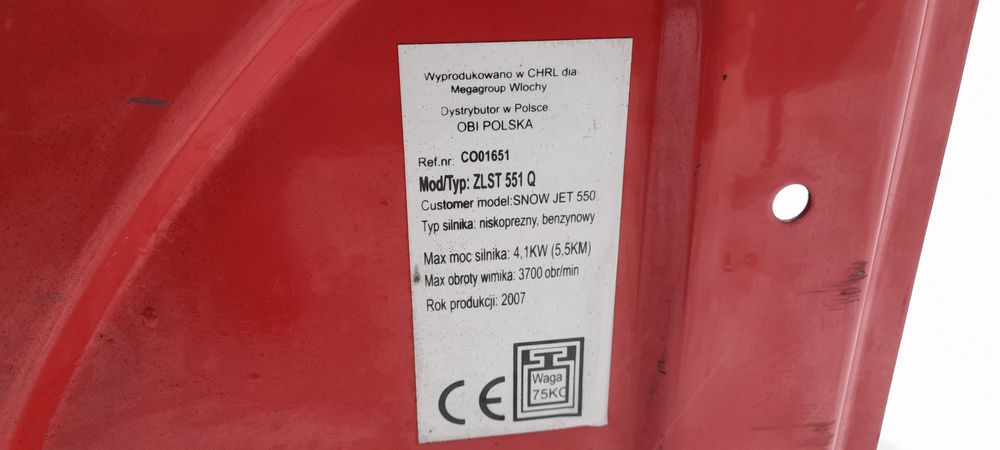 Wyprodukowano w CHRL dla
Megagroup Wlochy
Dystrybutor w Polsce
OBI POLSKA
Ref.nr: CO01651
Mod/Typ: ZLST 551 Q
Customer model:SNOW JET 550
Typ silnika: niskoprezny, benzynowy
Max moc silnika: 4,1KW (5,5KM)
Max obroty wimika: 3700 obr/min
Rok produkcji: 2007
CE
Waga
75KG